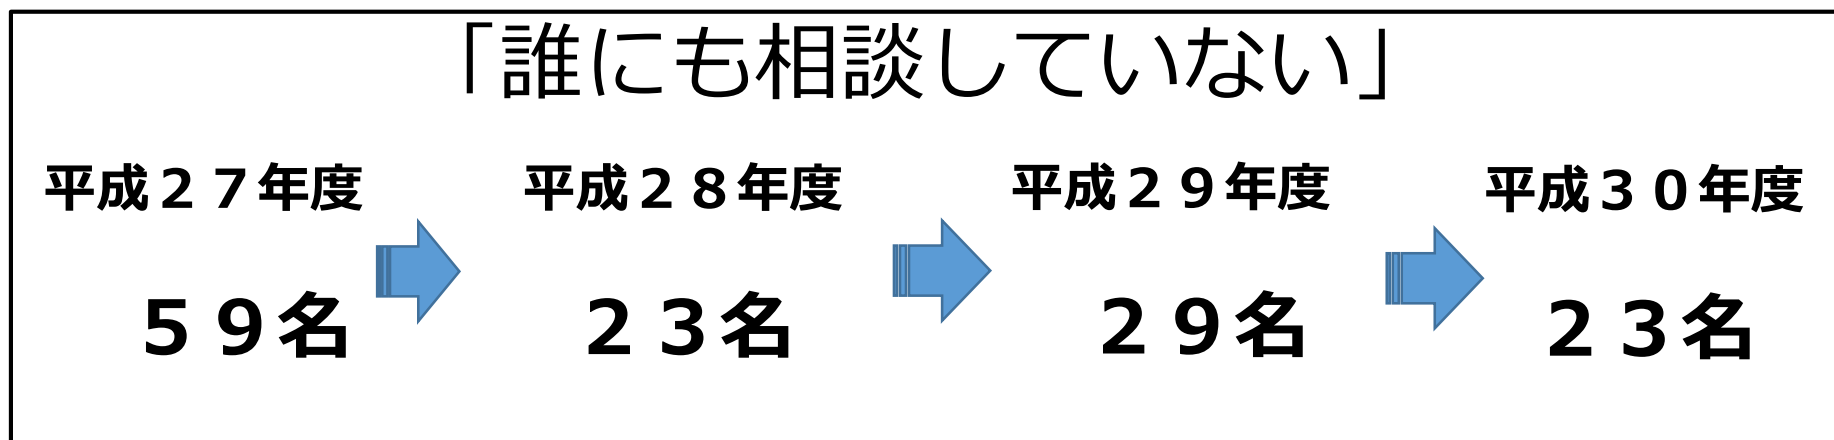 「誰にも相談していない」
平成２７年度　平成２８年度　平成２９年度　平成３０年度
５９名　２３名　２９名　２３名